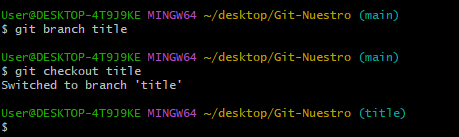 User@DESKTOP-4T9J9KE MINGW64 ~/desktop/Git-Nuestro (main)
$ git branch title
User@DESKTOP-4T9J9KE MINGW64 ~/desktop/Git-Nuestro (main)
$ git checkout title
Switched to branch 'title'
User@DESKTOP-4T9J9KE MINGW64 ~/desktop/Git-Nuestro (title)
$